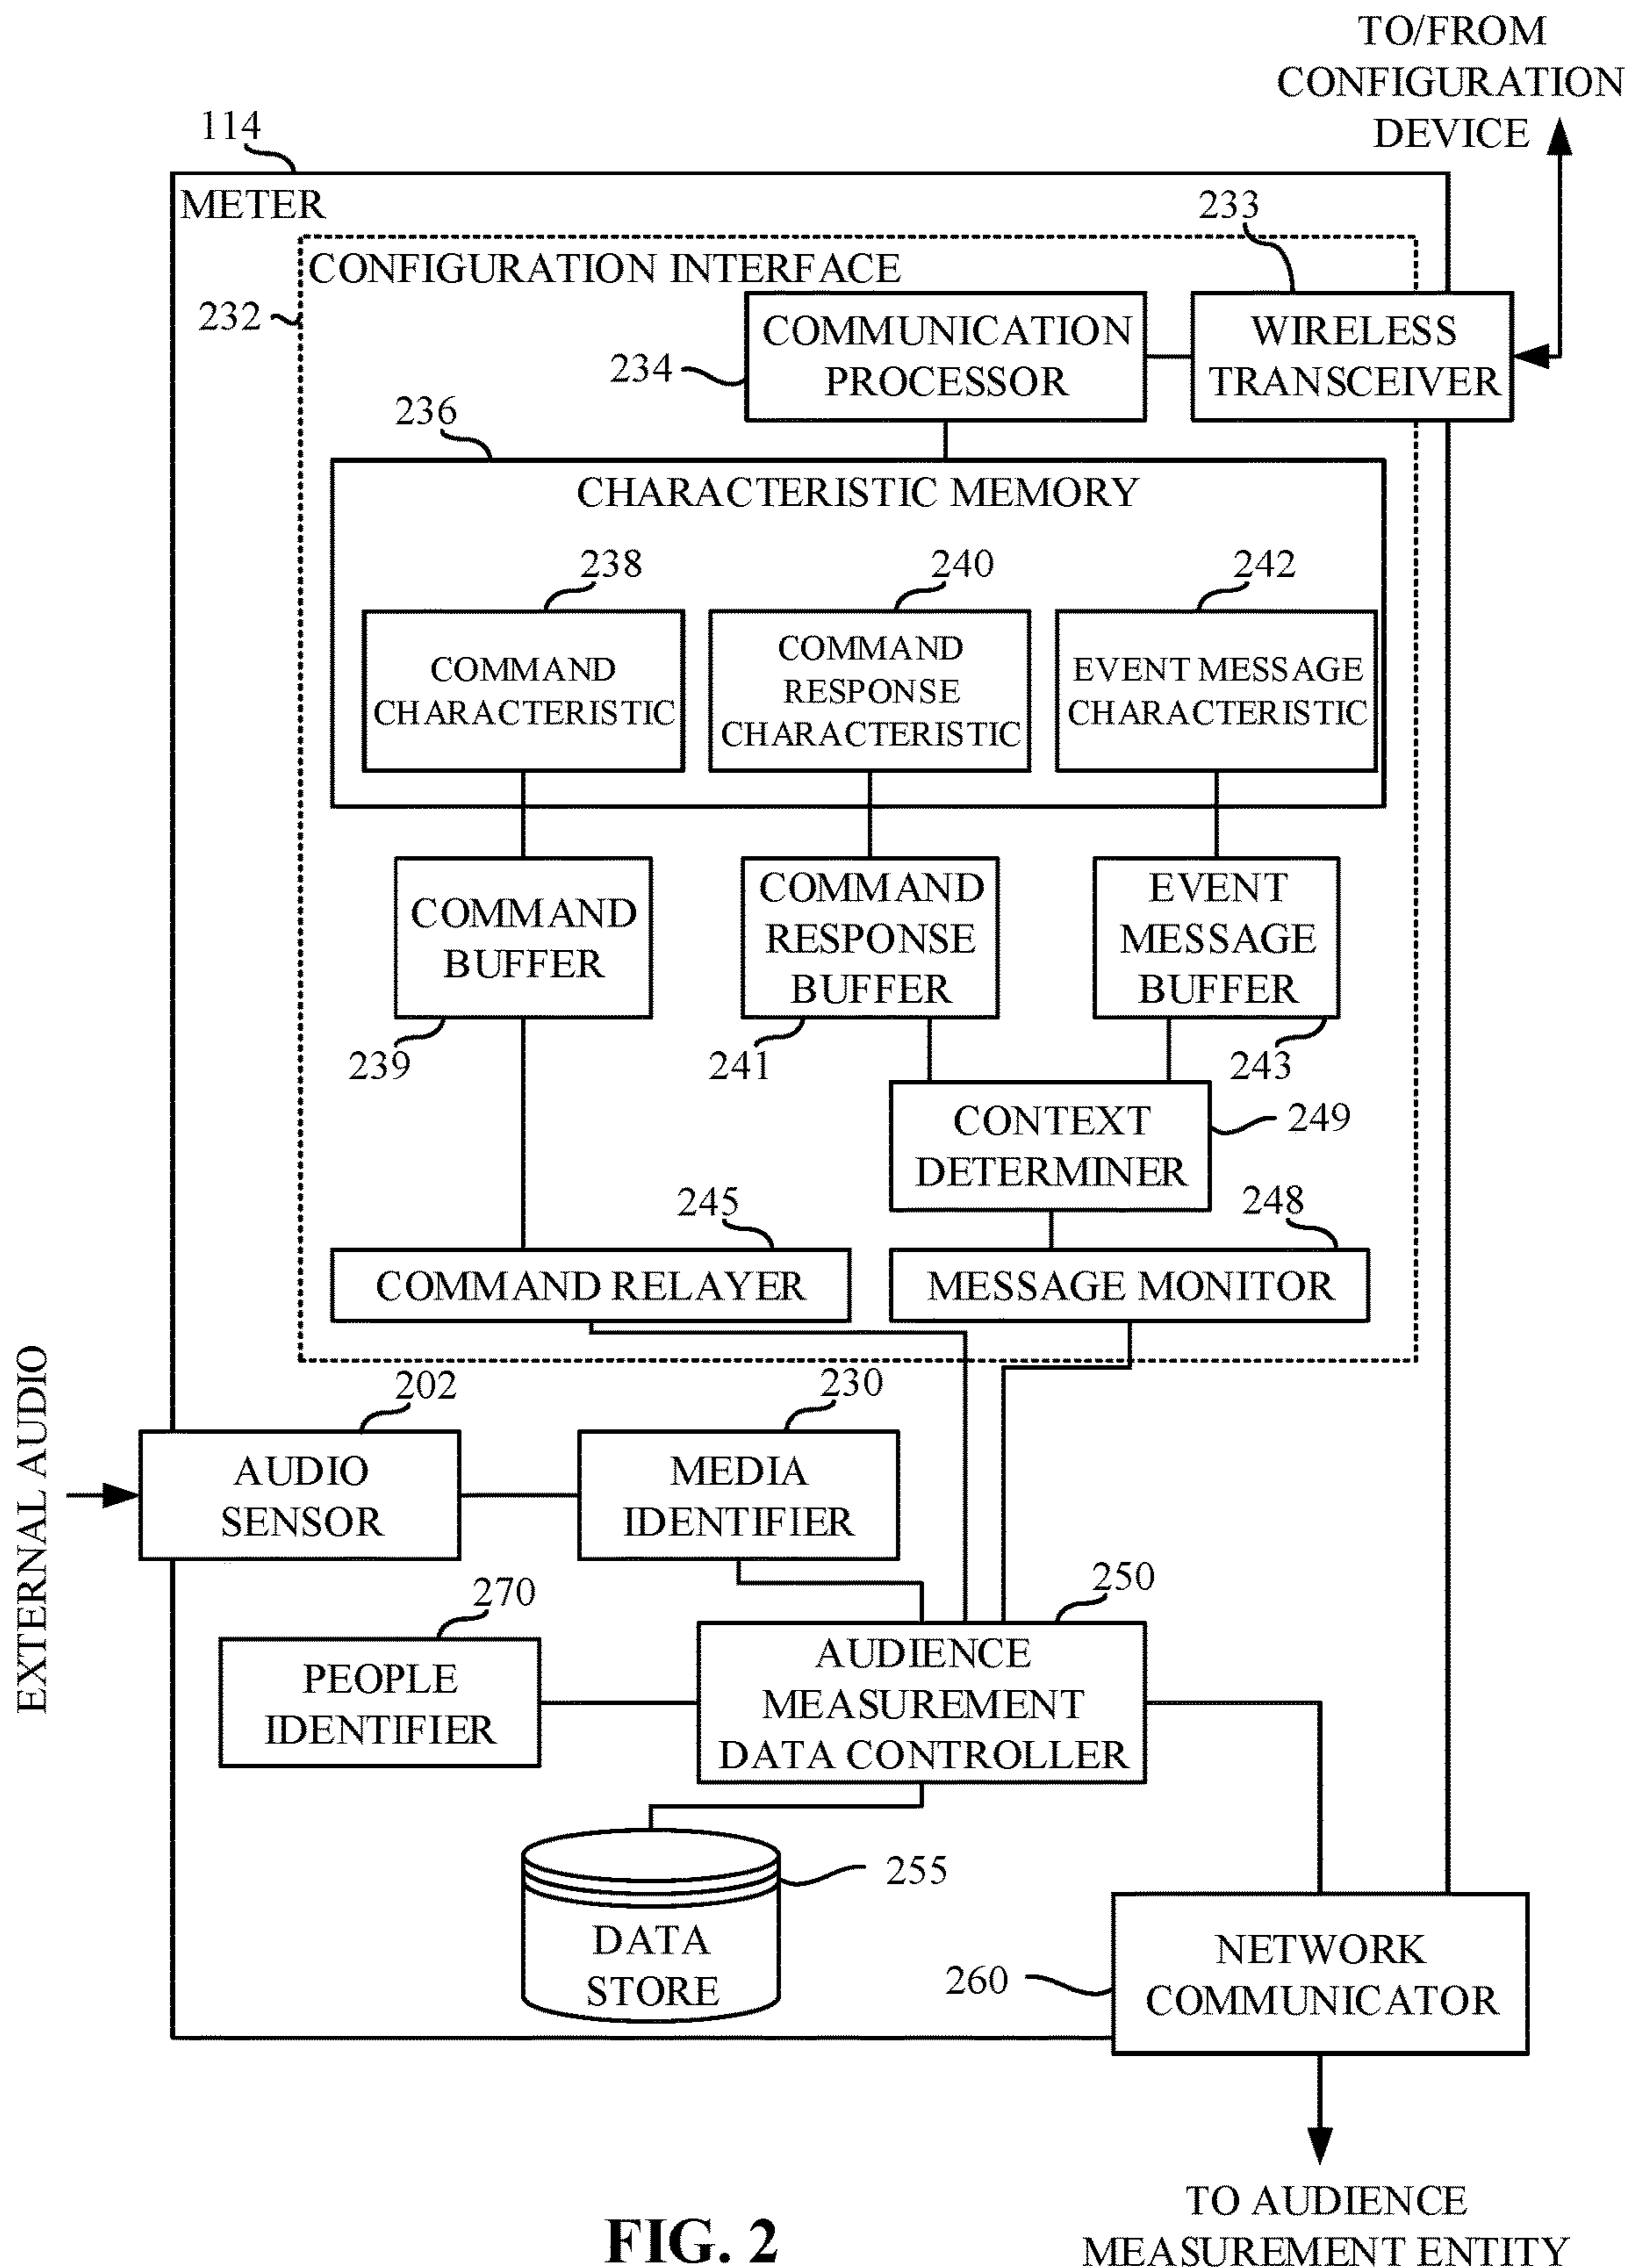 TO/FROM
CONFIGURATION
DEVICE
114
METER
233
CONFIGURATION INTERFACE
232
COMMUNICATION
PROCESSOR
WIRELESS
TRANSCEIVER
234
236
CHARACTERISTIC MEMORY
238
240
242
COMMAND
CHARACTERISTIC
COMMAND
RESPONSE
CHARACTERISTIC
EVENT MESSAGE
CHARACTERISTIC
COMMAND
BUFFER
COMMAND
RESPONSE
BUFFER
EVENT
MESSAGE
BUFFER
239
241
243
CONTEXT
DETERMINER
249
245
248
COMMAND RELAYER
MESSAGE MONITOR
EXTERNAL AUDIO
202
230
AUDIO
SENSOR
MEDIA
IDENTIFIER
270
250
PEOPLE
IDENTIFIER
AUDIENCE
MEASUREMENT
DATA CONTROLLER
255
DATA
STORE
260
NETWORK
COMMUNICATOR
TO AUDIENCE
MEASUREMENT ENTITY
FIG. 2